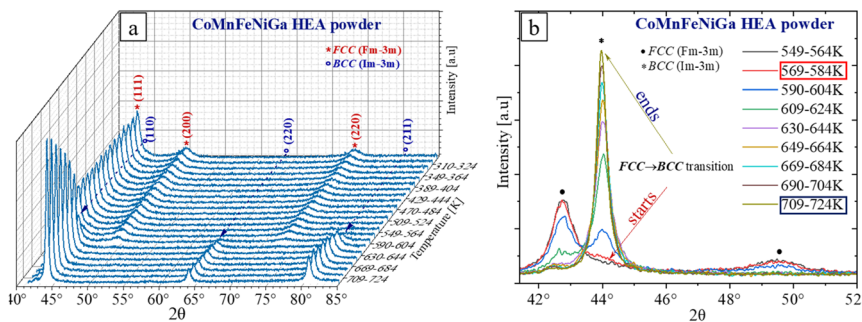 a
CoMnFeNiGa HEA powder
* FCC (Fm-3m)
o BCC (Im-3m)
Intensity [a.u]
* (111)
o (110)
* (200)
o (220)
* (220)
o (211)
310-324
349-364
389-404
429-444
470-484
509-524
549-564
590-604
630-644
669-684
709-724
Temperature [K]
40 45 50 55 60 65 70 75 80 85
2θ
b
CoMnFeNiGa HEA powder
• FCC (Fm-3m)
* BCC (Im-3m)
549-564K
569-584K
590-604K
609-624K
630-644K
649-664K
669-684K
690-704K
709-724K
ends
FCC→BCC transition
starts
Intensity [a.u]
42 44 46 48 50 52
2θ